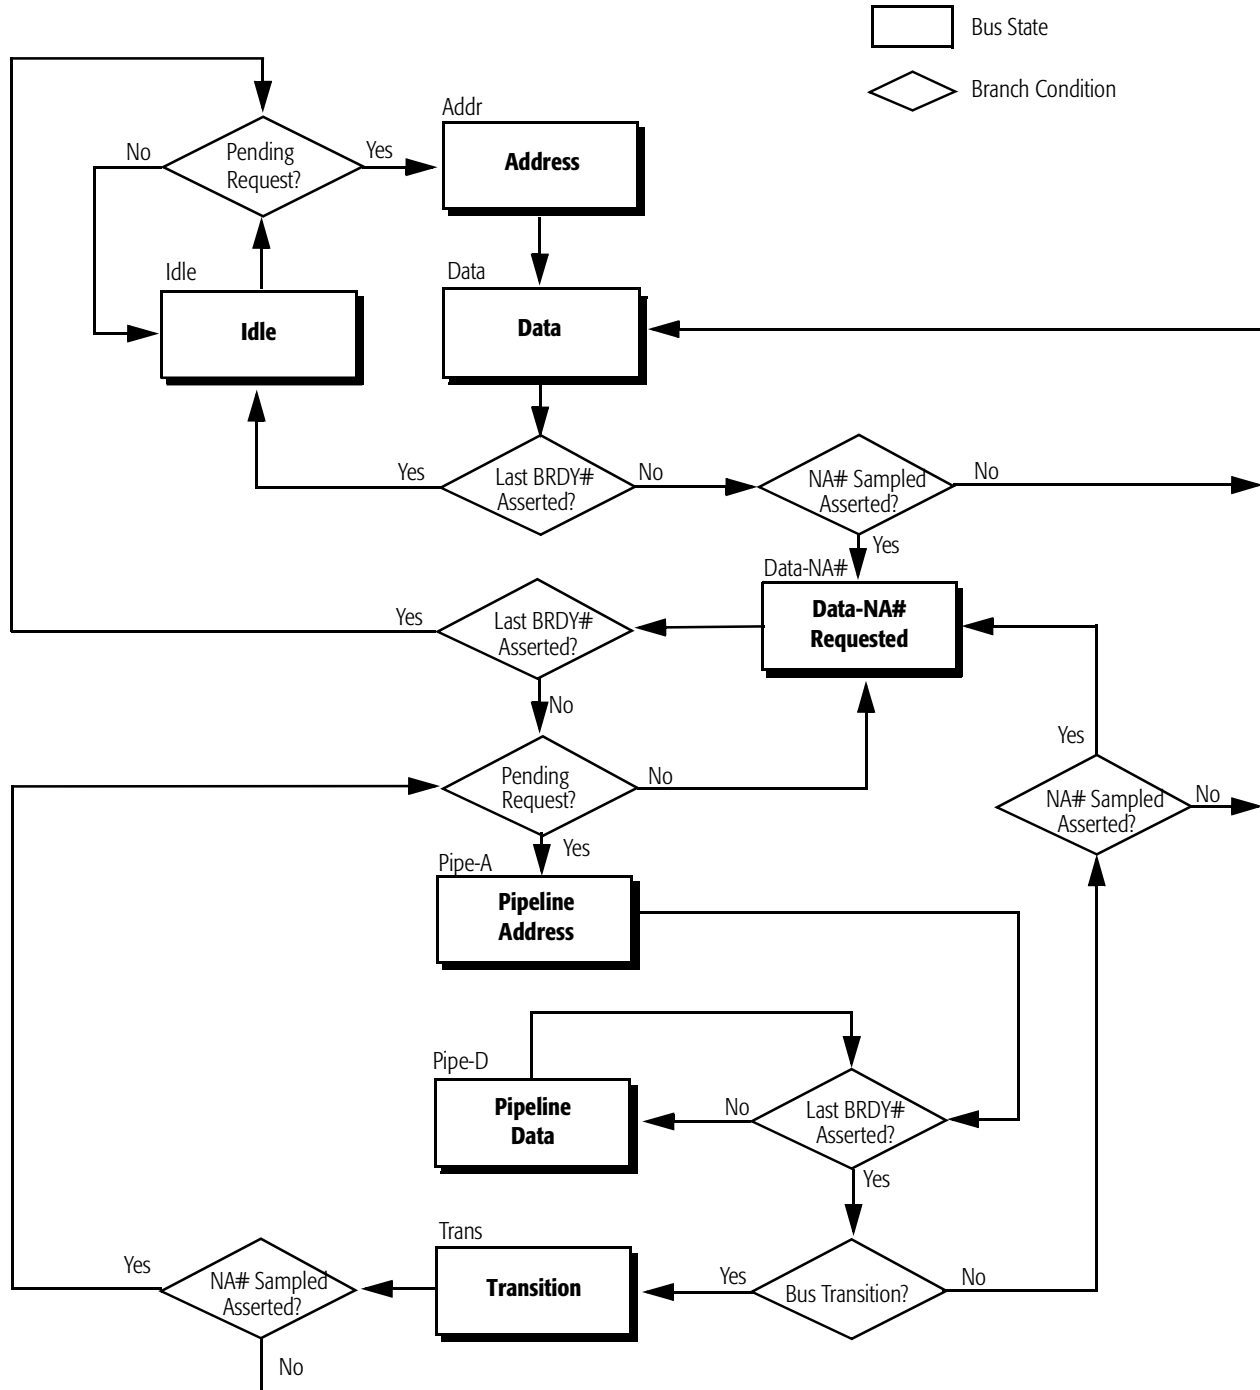 Bus State
Branch Condition
Addr
No
Pending
Request?
Yes
Address
Idle
Idle
Data
Data
Yes
Last BRDY#
Asserted?
No
NA# Sampled
Asserted?
No
Yes
Data-NA#
Data-NA#
Requested
Yes
Last BRDY#
Asserted?
No
Pending
Request?
No
Yes
Yes
NA# Sampled
Asserted?
No
Pipe-A
Pipeline
Address
Pipe-D
Pipeline
Data
No
Last BRDY#
Asserted?
Yes
Trans
Transition
Yes
Bus Transition?
No
Yes
NA# Sampled
Asserted?
No